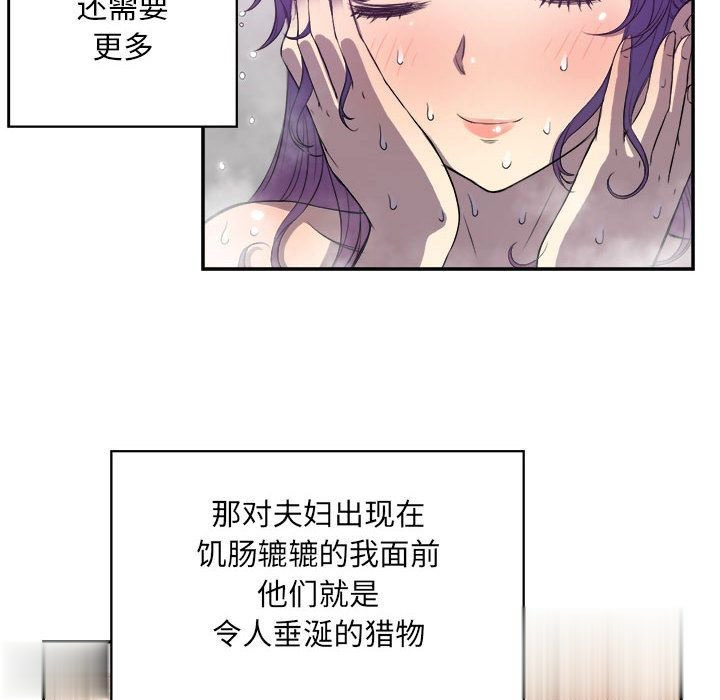 还需要
更多
那对夫妇出现在
饥肠辘辘的我面前
他们就是
令人垂涎的猎物